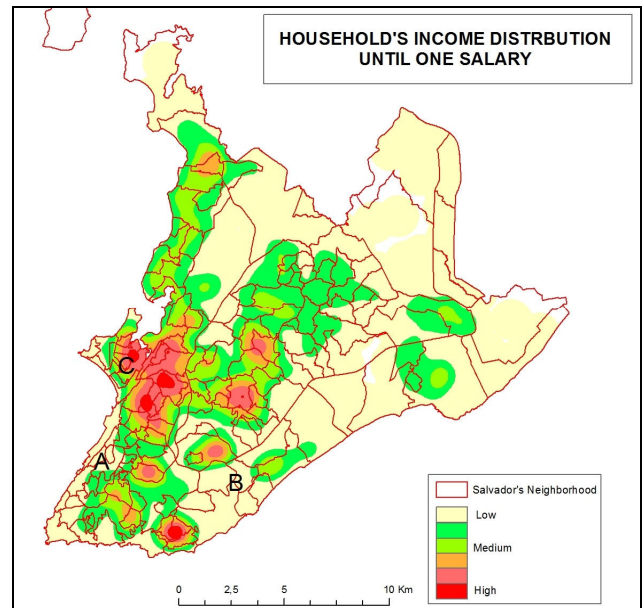 HOUSEHOLD'S INCOME DISTRBUTION
UNTIL ONE SALARY
C
A
B
Salvador's Neighborhood
Low
Medium
High
0 2,5 5 10 Km